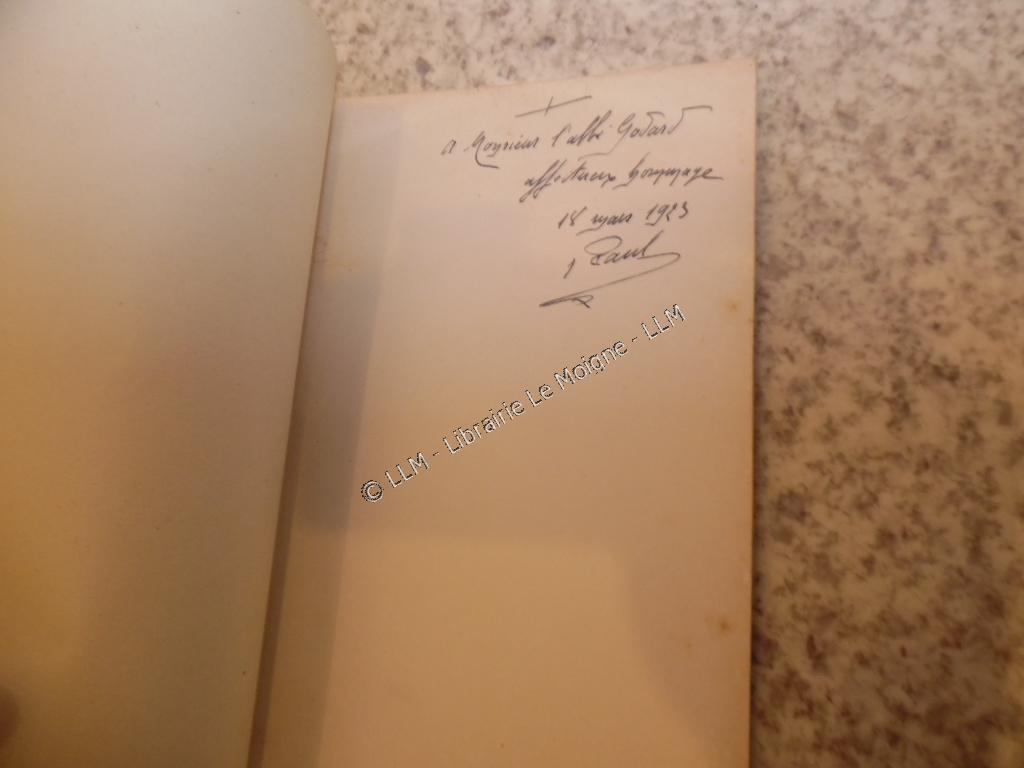 a Monsieur l'abbé Godard
affectueux hommage
18 mars 1923
Paul
© LLM - Librairie Le Moigne - LLM